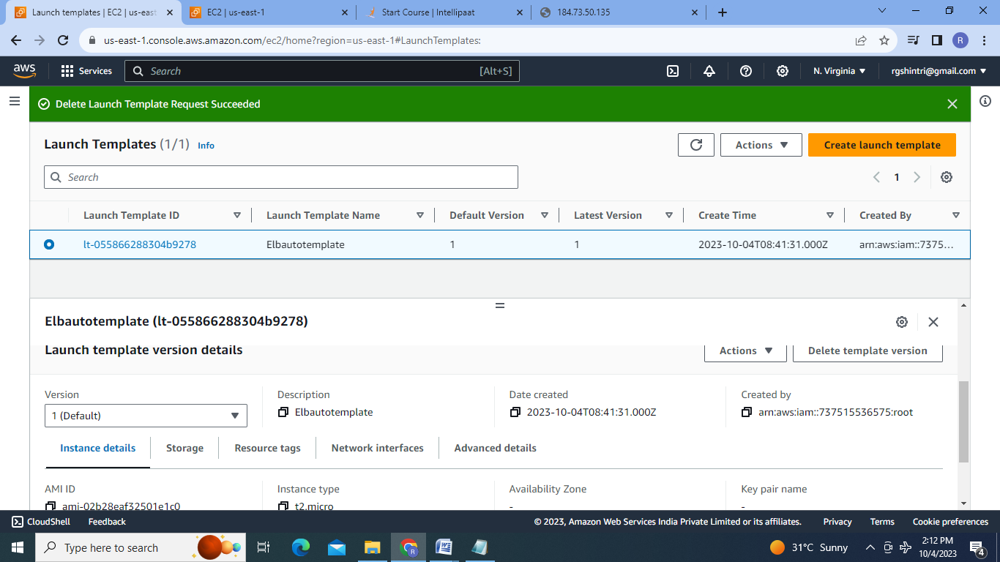 Launch templates | EC2 | us-east
EC2 | us-east-1
Start Course | Intellipaat
184.73.50.135
us-east-1.console.aws.amazon.com/ec2/home?region=us-east-1#LaunchTemplates:
R
aws
Services
Search
[Alt+S]
N. Virginia
rgshintri@gmail.com
Delete Launch Template Request Succeeded
Launch Templates (1/1) Info
Actions
Create launch template
Search
1
Launch Template ID
Launch Template Name
Default Version
Latest Version
Create Time
Created By
lt-055866288304b9278
Elbautotemplate
1
1
2023-10-04T08:41:31.000Z
arn:aws:iam::7375…
Elbautotemplate (lt-055866288304b9278)
Launch template version details
Actions
Delete template version
Version
Description
Date created
Created by
1 (Default)
Elbautotemplate
2023-10-04T08:41:31.000Z
arn:aws:iam::737515536575:root
Instance details
Storage
Resource tags
Network interfaces
Advanced details
AMI ID
Instance type
Availability Zone
Key pair name
ami-02b28eaf32501e1c0
t2.micro
-
-
CloudShell
Feedback
© 2023, Amazon Web Services India Private Limited or its affiliates.
Privacy
Terms
Cookie preferences
Type here to search
31°C Sunny
2:12 PM
10/4/2023
4